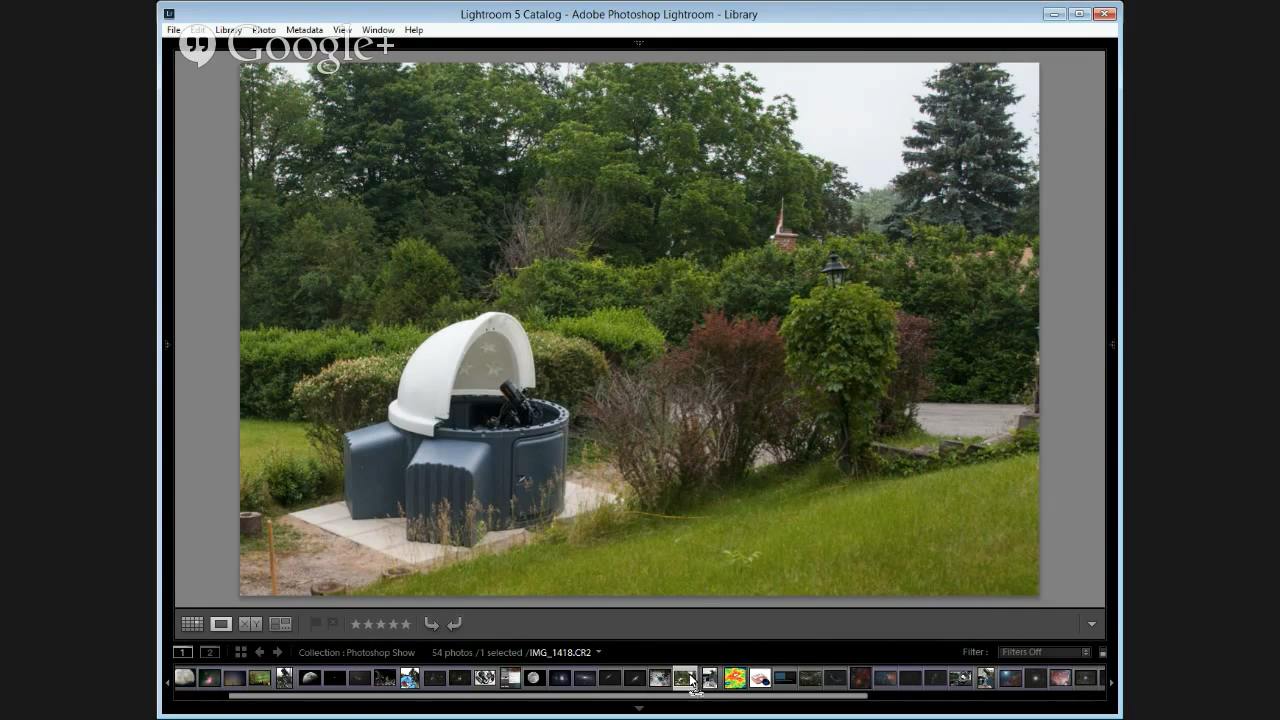 Lightroom 5 Catalog - Adobe Photoshop Lightroom - Library
File Edit Library Photo Metadata View Window Help
Google+
1 2 Collection : Photoshop Show 54 photos / 1 selected / IMG_1418.CR2 Filter : Filters Off